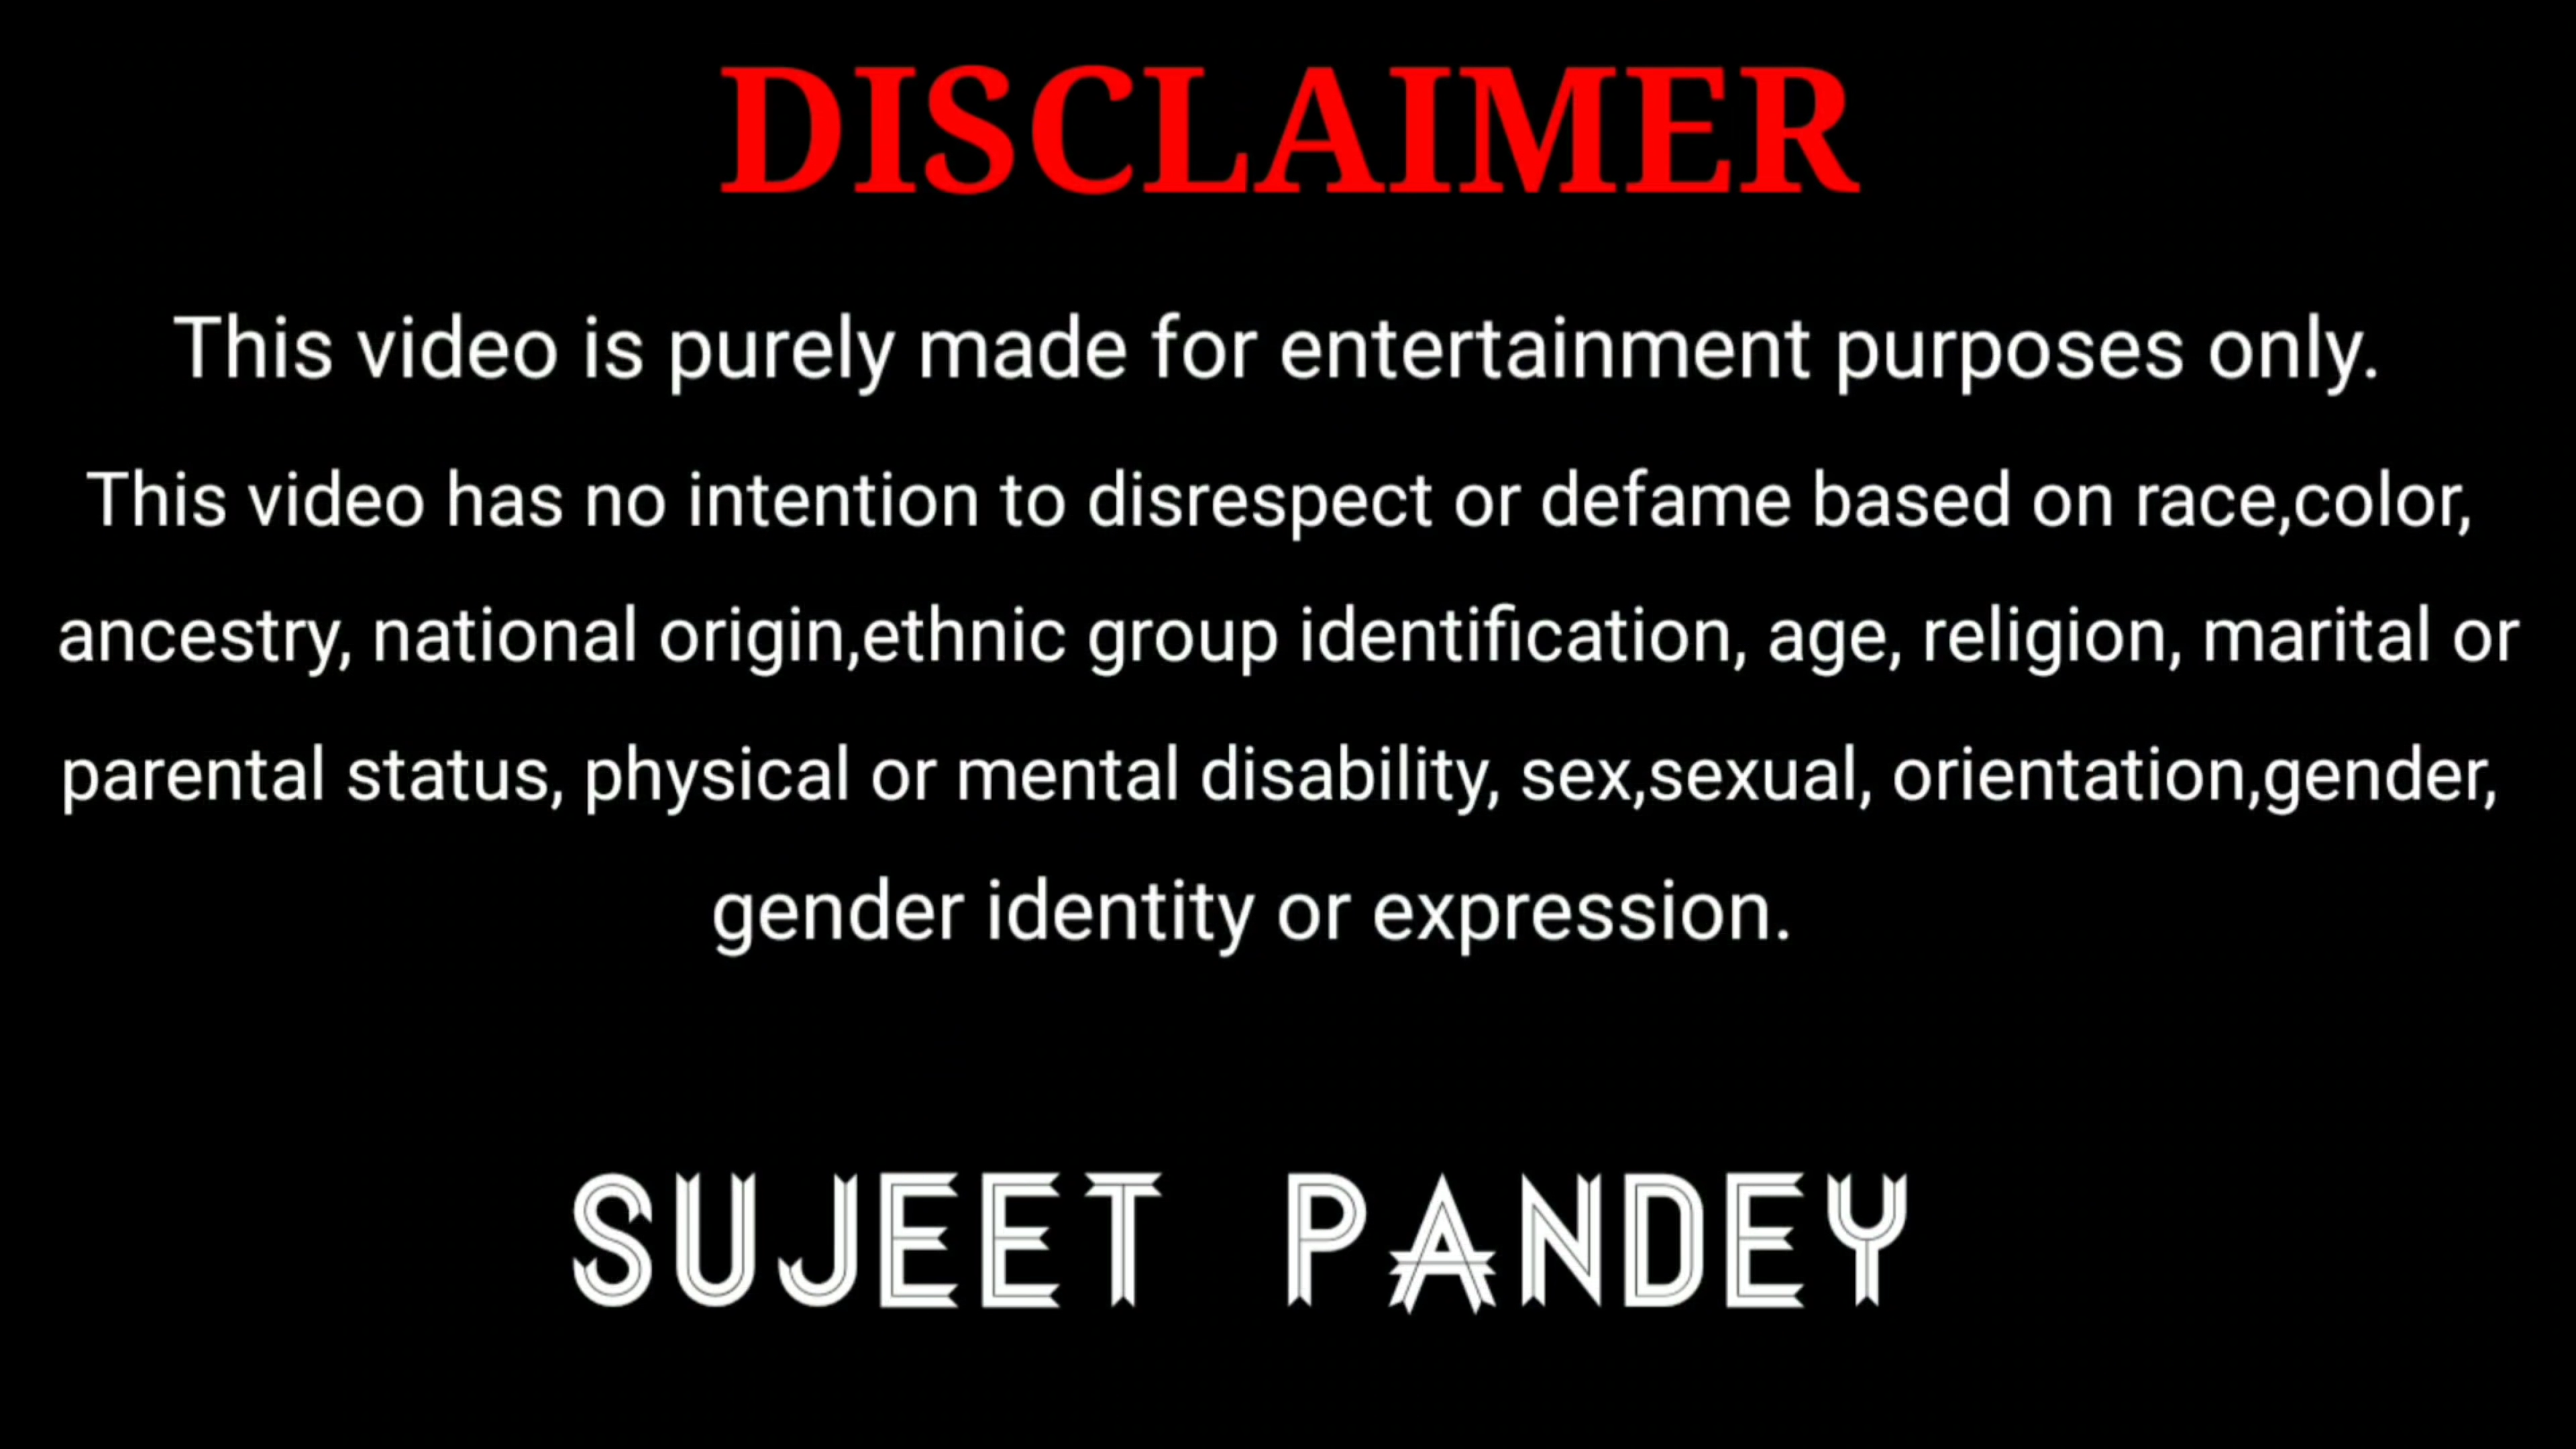 DISCLAIMER
This video is purely made for entertainment purposes only.
This video has no intention to disrespect or defame based on race,color,
ancestry, national origin,ethnic group identification, age, religion, marital or
parental status, physical or mental disability, sex,sexual, orientation,gender,
gender identity or expression.
SUJEET PANDEY